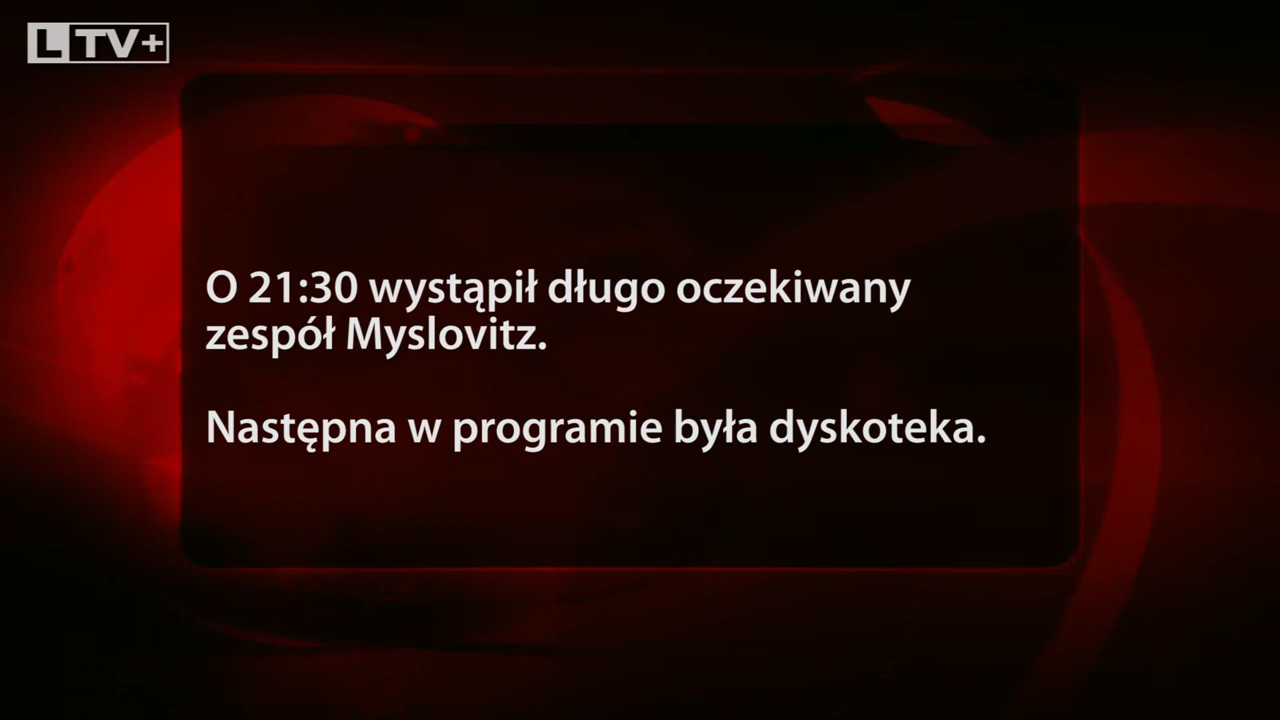 LTV+
O 21:30 wystąpił długo oczekiwany
zespół Myslovitz.
Następna w programie była dyskoteka.